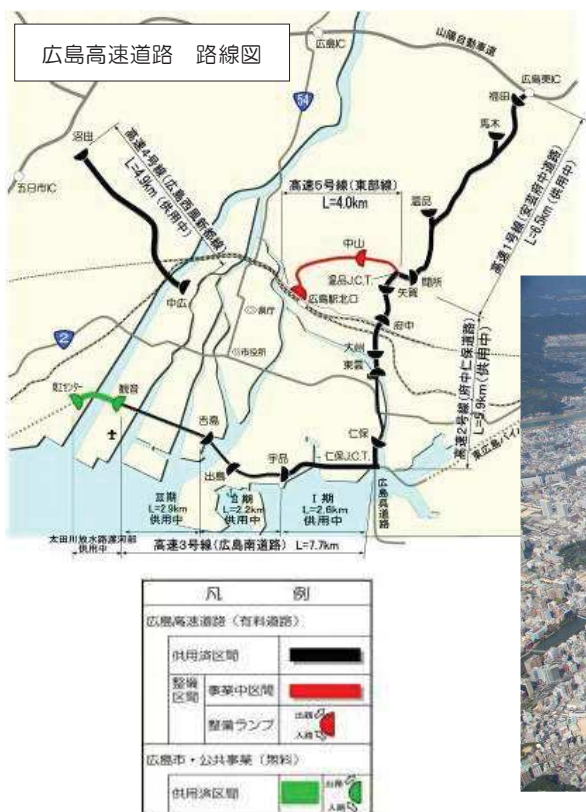 広島高速道路　路線図
広島IC
山陽自動車道
広島東IC
福田
54
馬木
沼田
高速4号線(広島西風新都線)
L=4.9km(供用中)
五日市IC
高速5号線(東部線)
L=4.0km
温品
高速1号線(安芸府中道路)
L=6.5km(供用中)
中山
温品J.C.T.
間所
矢賀
広島駅北口
中広
◎県庁
府中
2
◎市役所
大州
東雲
高速2号線(府中仁保道路)
L=5.9km(供用中)
観音
吉島
仁保
出島
宇品
仁保J.C.T.
広島呉道路
Ⅲ期
L=2.9km
供用中
Ⅱ期
L=2.2km
供用中
Ⅰ期
L=2.6km
供用中
太田川放水路渡河部
供用中
高速3号線(広島南道路) L=7.7km
凡　例
広島高速道路(有料道路)
供用済区間
整備区間
事業中区間
整備ランプ
出路
入路
広島市・公共事業(無料)
供用済区間
出路
入路